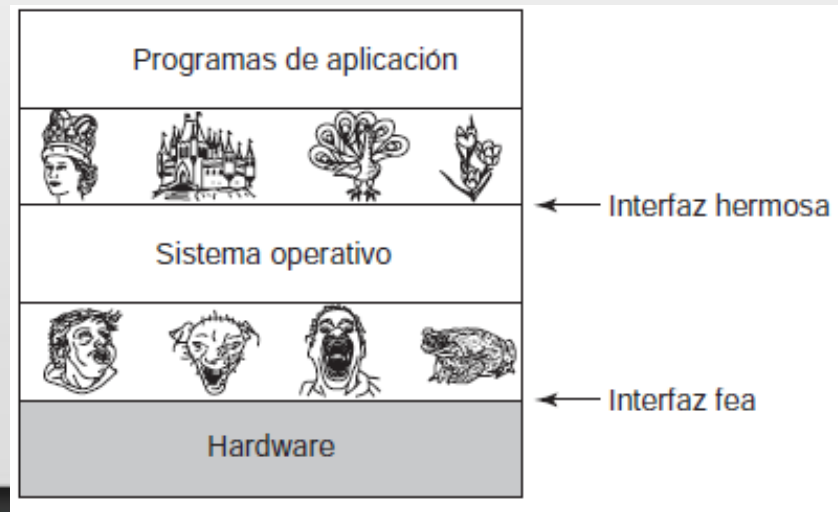 Programas de aplicación
Interfaz hermosa
Sistema operativo
Interfaz fea
Hardware